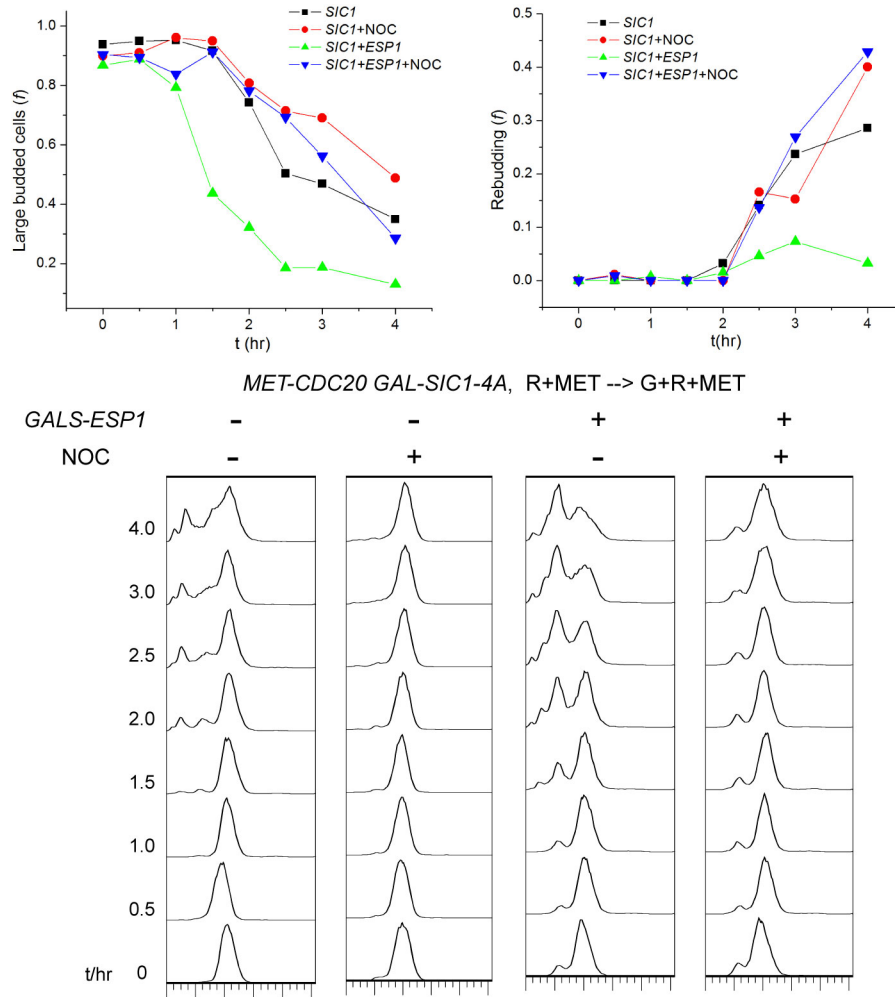 SIC1
SIC1+NOC
SIC1+ESP1
SIC1+ESP1+NOC
1.0
0.8
0.6
0.4
0.2
Large budded cells (f)
0 1 2 3 4
t (hr)
SIC1
SIC1+NOC
SIC1+ESP1
SIC1+ESP1+NOC
0.5
0.4
0.3
0.2
0.1
0.0
Rebudding (f)
0 1 2 3 4
t(hr)
MET-CDC20 GAL-SIC1-4A, R+MET --> G+R+MET
GALS-ESP1 - - + +
NOC - + - +
4.0
3.0
2.5
2.0
1.5
1.0
0.5
t/hr 0